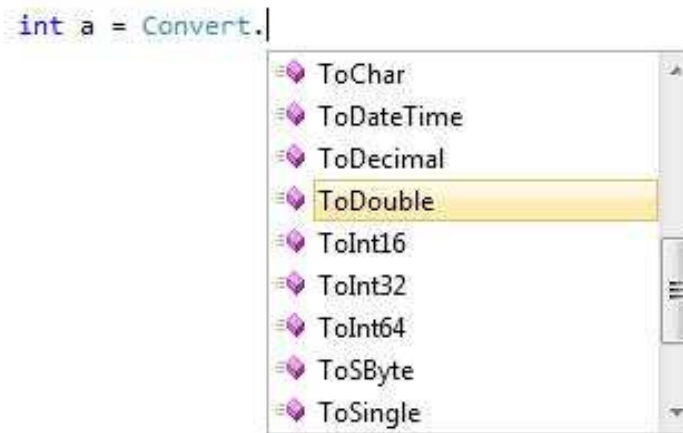 int a = Convert.
ToChar
ToDateTime
ToDecimal
ToDouble
ToInt16
ToInt32
ToInt64
ToSByte
ToSingle